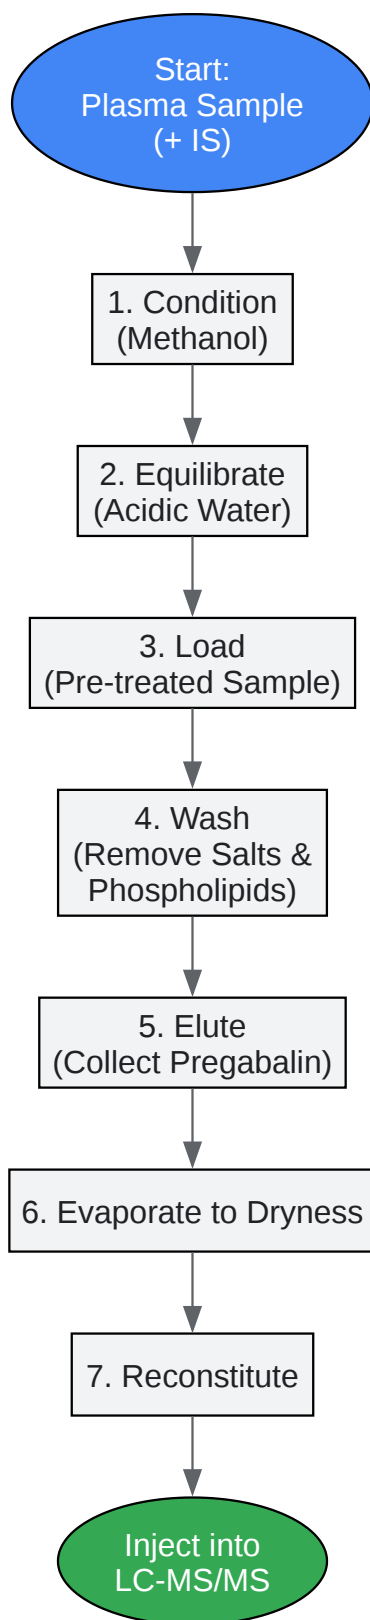 Start:
Plasma Sample
(+ IS)
1. Condition
(Methanol)
2. Equilibrate
(Acidic Water)
3. Load
(Pre-treated Sample)
4. Wash
(Remove Salts &
Phospholipids)
5. Elute
(Collect Pregabalin)
6. Evaporate to Dryness
7. Reconstitute
Inject into
LC-MS/MS